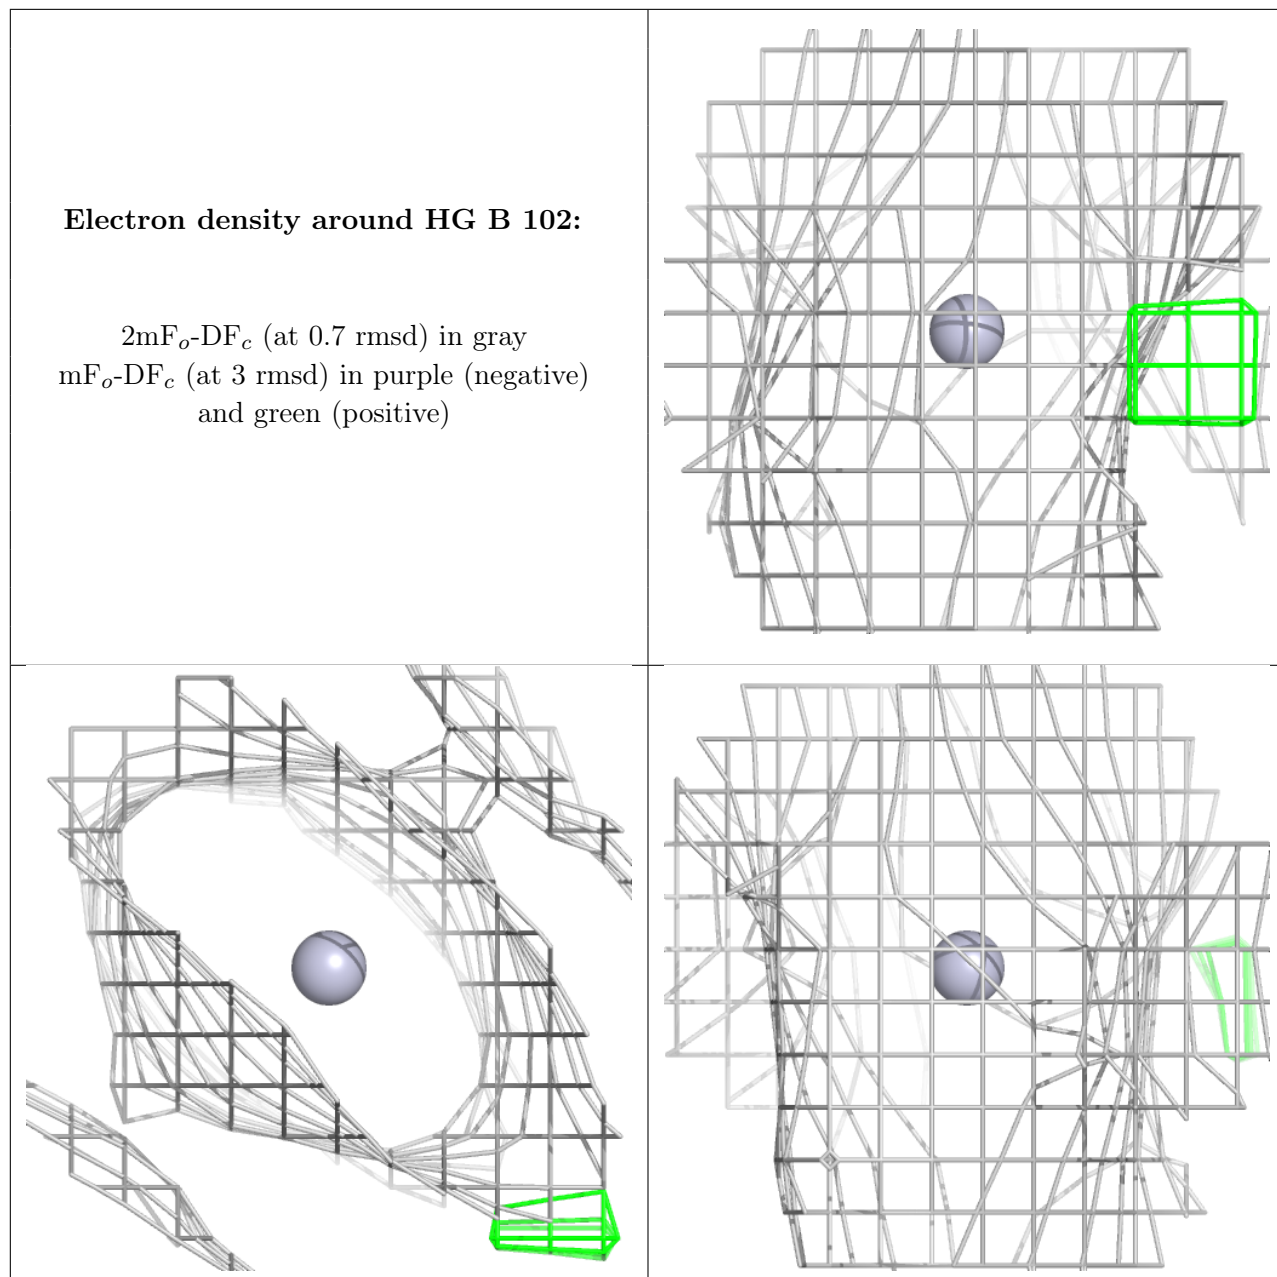 Electron density around HG B 102:
2mFo-DFc (at 0.7 rmsd) in gray
mFo-DFc (at 3 rmsd) in purple (negative)
and green (positive)